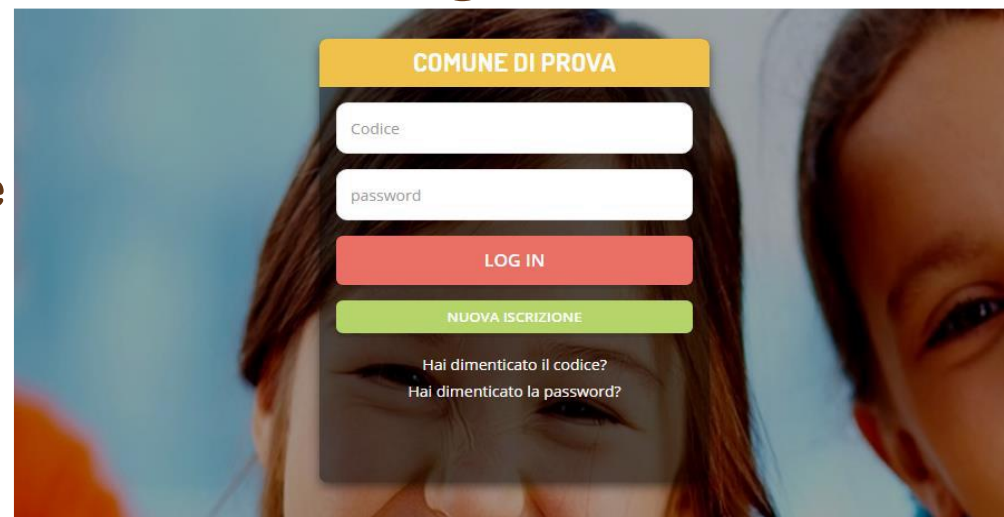 COMUNE DI PROVA
Codice
password
LOG IN
NUOVA ISCRIZIONE
Hai dimenticato il codice?
Hai dimenticato la password?